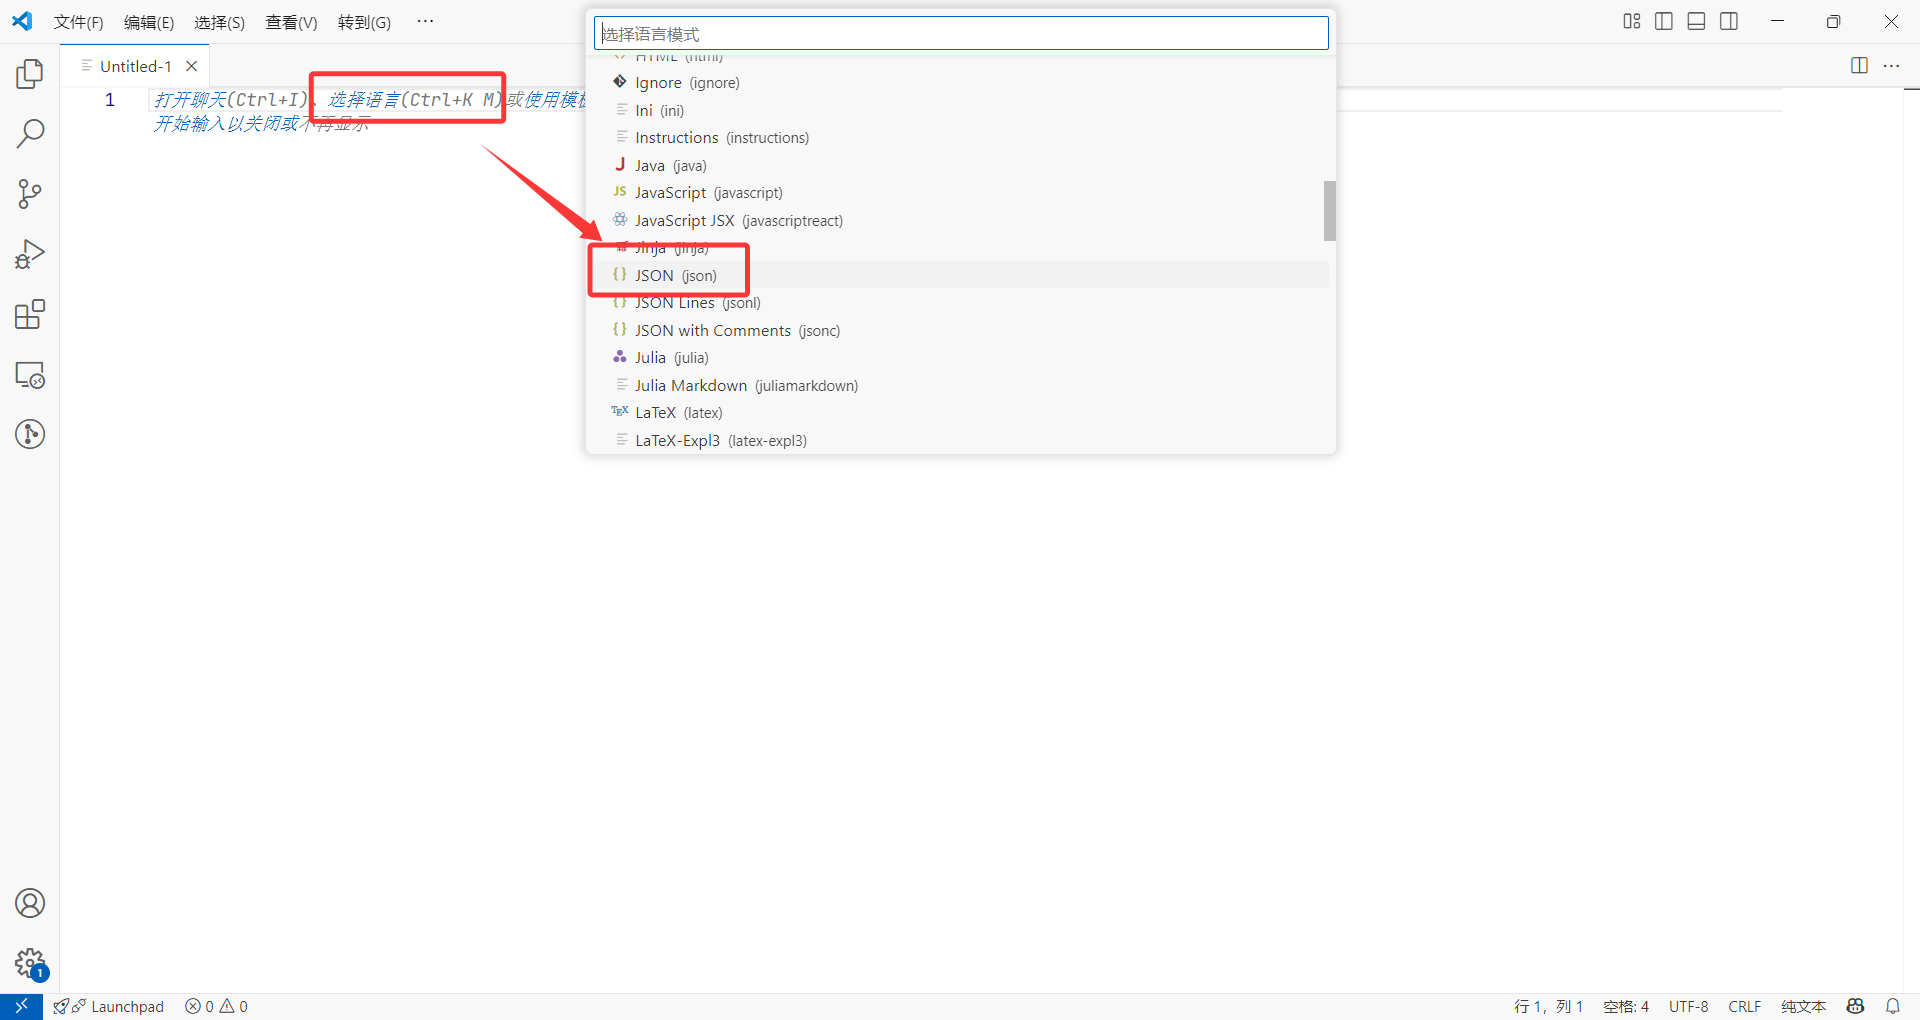 文件(F) 编辑(E) 选择(S) 查看(V) 转到(G) ···
选择语言模式
Untitled-1
1
打开聊天(Ctrl+I)、选择语言(Ctrl+K M)或使用模板
开始输入以关闭或不再显示
HTML (html)
Ignore (ignore)
Ini (ini)
Instructions (instructions)
Java (java)
JavaScript (javascript)
JavaScript JSX (javascriptreact)
Jinja (jinja)
JSON (json)
JSON Lines (jsonl)
JSON with Comments (jsonc)
Julia (julia)
Julia Markdown (juliamarkdown)
LaTeX (latex)
LaTeX-Expl3 (latex-expl3)
1
Launchpad 0 0
行 1，列 1 空格: 4 UTF-8 CRLF 纯文本